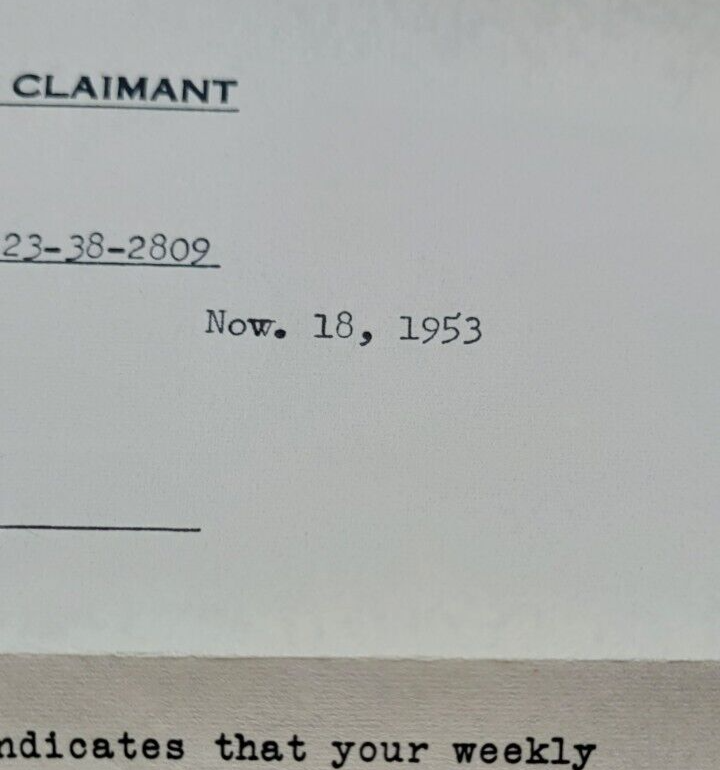 CLAIMANT
23-38-2809
Now. 18, 1953
ndicates that your weekly